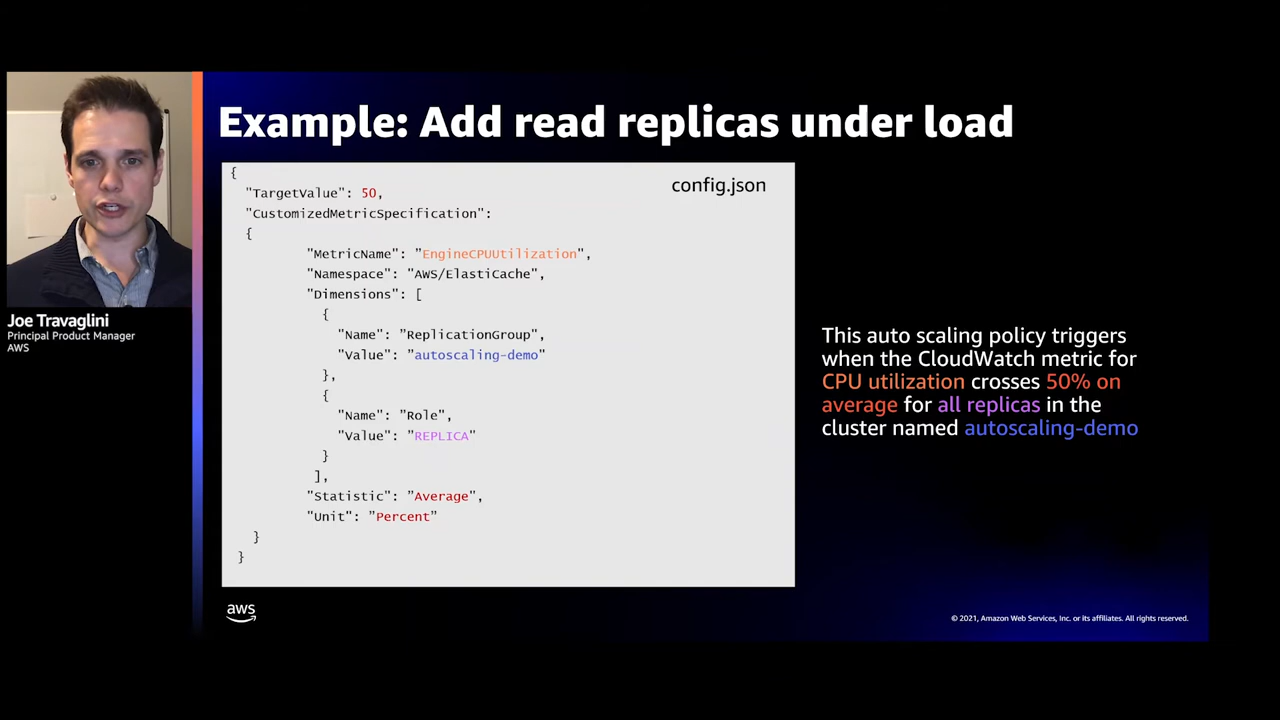 Example: Add read replicas under load
config.json
{
"TargetValue": 50,
"CustomizedMetricSpecification":
{
"MetricName": "EngineCPUUtilization",
"Namespace": "AWS/ElastiCache",
"Dimensions": [
{
"Name": "ReplicationGroup",
"Value": "autoscaling-demo"
},
{
"Name": "Role",
"Value": "REPLICA"
}
],
"Statistic": "Average",
"Unit": "Percent"
}
}
Joe Travaglini
Principal Product Manager
AWS
This auto scaling policy triggers
when the CloudWatch metric for
CPU utilization crosses 50% on
average for all replicas in the
cluster named autoscaling-demo
aws
© 2021, Amazon Web Services, Inc. or its affiliates. All rights reserved.